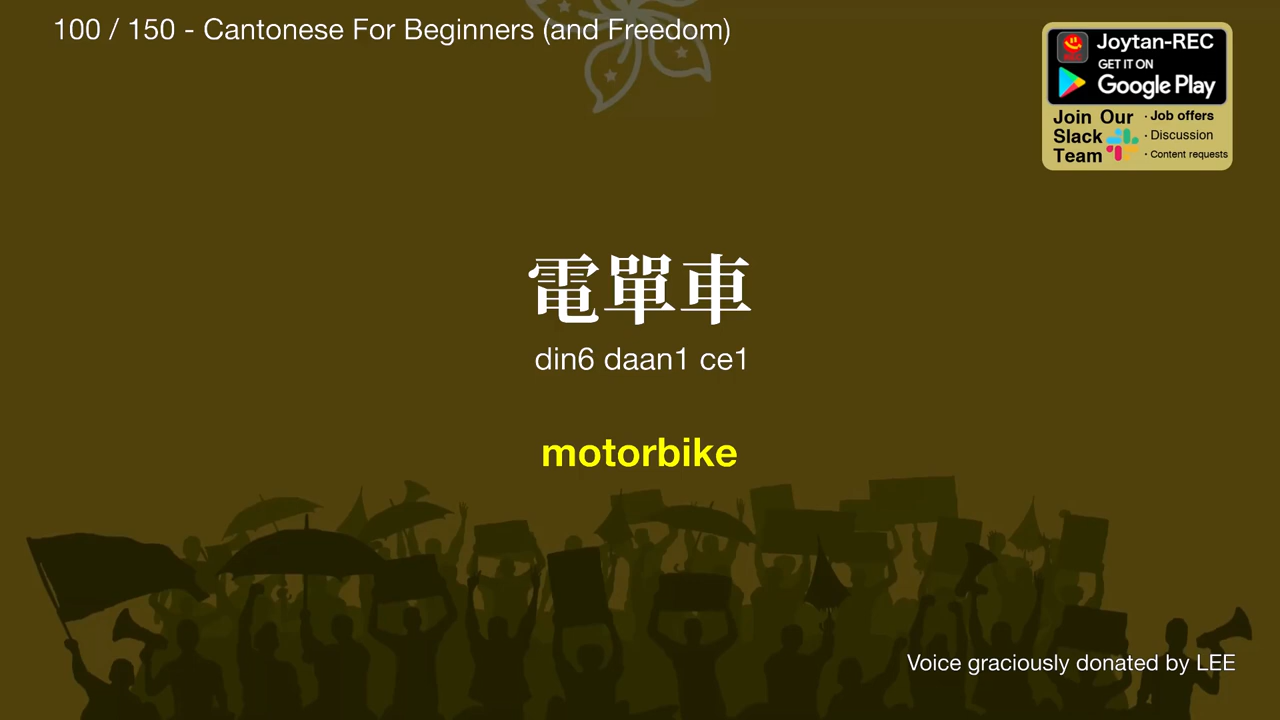 100 / 150 - Cantonese For Beginners (and Freedom)
Joytan-REC
GET IT ON
Google Play
Join Our
Slack
Team
· Job offers
· Discussion
· Content requests
電單車
din6 daan1 ce1
motorbike
Voice graciously donated by LEE